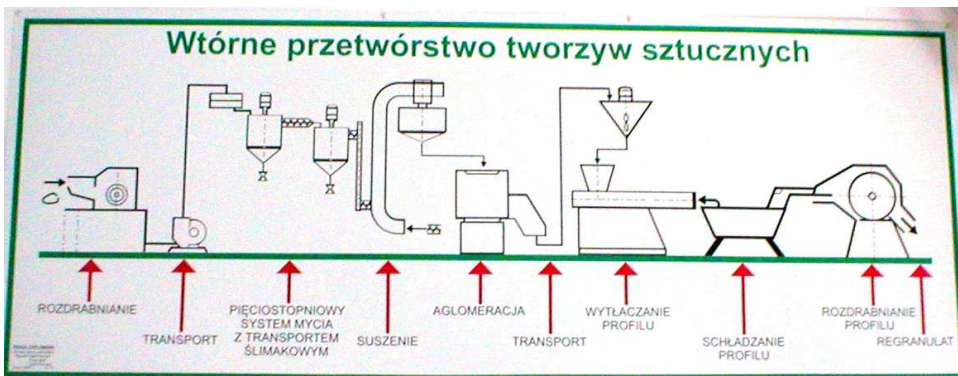 Wtórne przetwórstwo tworzyw sztucznych
ROZDRABNIANIE
TRANSPORT
PIĘCIOSTOPNIOWY
SYSTEM MYCIA
Z TRANSPORTEM
ŚLIMAKOWYM
SUSZENIE
AGLOMERACJA
TRANSPORT
WYTŁACZANIE
PROFILU
SCHŁADZANIE
PROFILU
ROZDRABNIANIE
PROFILU
REGRANULAT